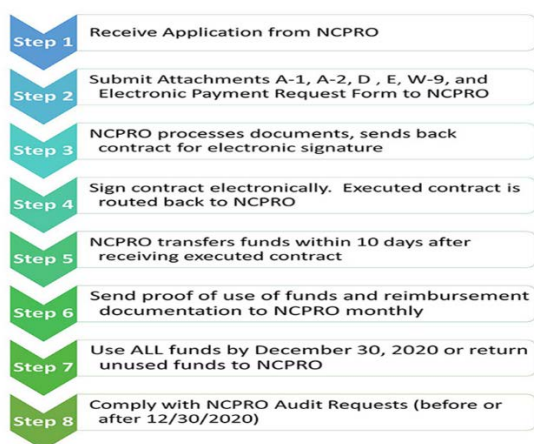 Step 1
Receive Application from NCPRO
Step 2
Submit Attachments A-1, A-2, D , E, W-9, and
Electronic Payment Request Form to NCPRO
Step 3
NCPRO processes documents, sends back
contract for electronic signature
Step 4
Sign contract electronically. Executed contract is
routed back to NCPRO
Step 5
NCPRO transfers funds within 10 days after
receiving executed contract
Step 6
Send proof of use of funds and reimbursement
documentation to NCPRO monthly
Step 7
Use ALL funds by December 30, 2020 or return
unused funds to NCPRO
Step 8
Comply with NCPRO Audit Requests (before or
after 12/30/2020)